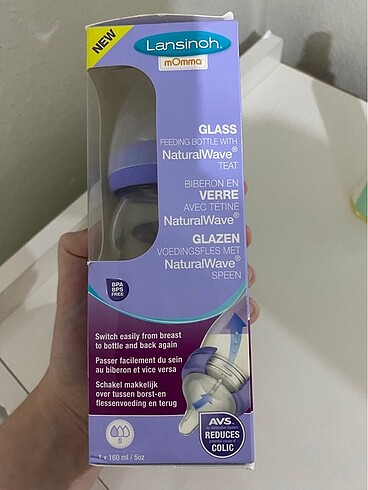 NEW
Lansinoh®
mOmma®
GLASS
FEEDING BOTTLE WITH
NaturalWave®
TEAT
BIBERON EN
VERRE
AVEC TETINE
NaturalWave®
GLAZEN
VOEDINGSFLES MET
NaturalWave®
SPEEN
BPA
BPS
FREE
Switch easily from breast
to bottle and back again
Passer facilement du sein
au biberon et vice versa
Schakel makkelijk
over tussen borst-en
flessenvoeding en terug
S
1 x 160 ml / 5oz
AVS™
REDUCES
COLIC